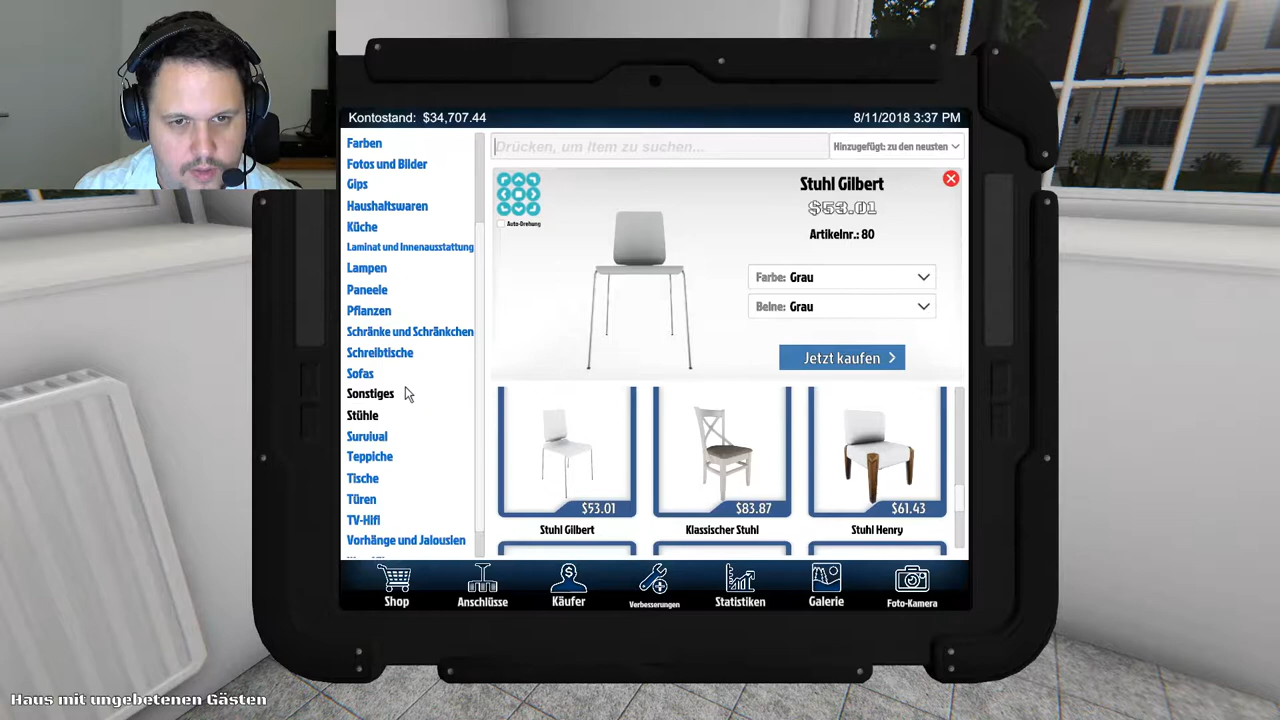 Kontostand: $34,707.44
8/11/2018 3:37 PM
Farben
Fotos und Bilder
Gips
Haushaltswaren
Küche
Laminat und Innenausstattung
Lampen
Paneele
Pflanzen
Schränke und Schränkchen
Schreibtische
Sofas
Sonstiges
Stühle
Survival
Teppiche
Tische
Türen
TV-Hifi
Vorhänge und Jalousien
Drücken, um Item zu suchen...
Hinzugefügt: zu den neusten
Auto-Drehung
Stuhl Gilbert
$53.01
Artikelnr.: 80
Farbe: Grau
Beine: Grau
Jetzt kaufen
$53.01
$83.87
$61.43
Stuhl Gilbert
Klassischer Stuhl
Stuhl Henry
Shop
Anschlüsse
Käufer
Verbesserungen
Statistiken
Galerie
Foto-Kamera
Haus mit ungebetenen Gästen